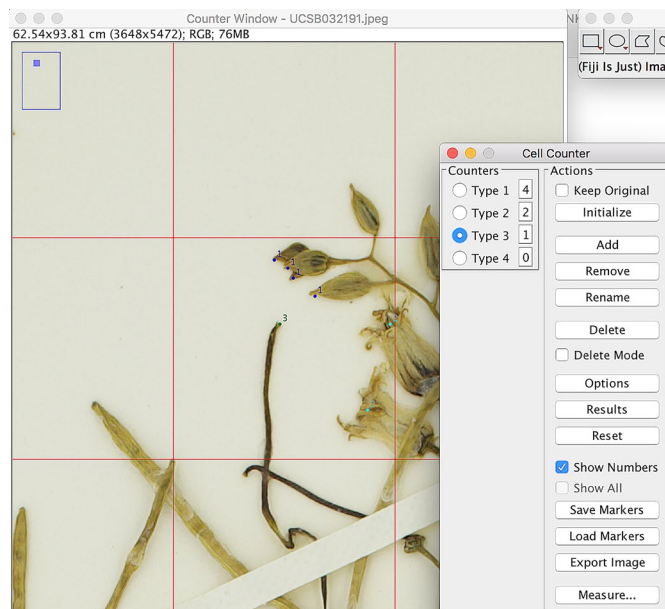 Counter Window - UCSB032191.jpeg
62.54x93.81 cm (3648x5472); RGB; 76MB
(Fiji Is Just) Ima
Cell Counter
Counters
Actions
Type 1 4
Type 2 2
Type 3 1
Type 4 0
Keep Original
Initialize
Add
Remove
Rename
Delete
Delete Mode
Options
Results
Reset
Show Numbers
Show All
Save Markers
Load Markers
Export Image
Measure...
1
1
1
1
3